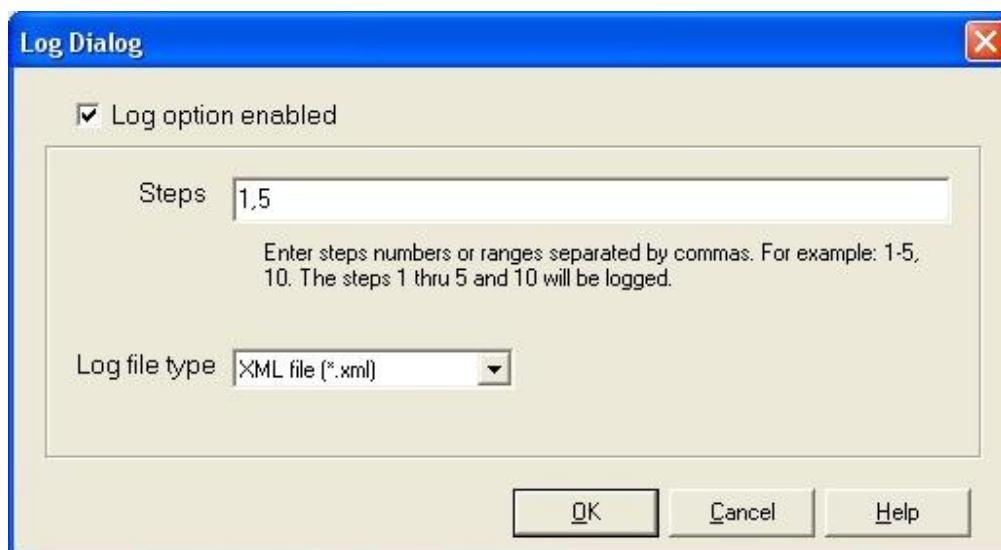 Log Dialog
Log option enabled
Steps 1,5
Enter steps numbers or ranges separated by commas. For example: 1-5,
10. The steps 1 thru 5 and 10 will be logged.
Log file type XML file (*.xml)
OK Cancel Help